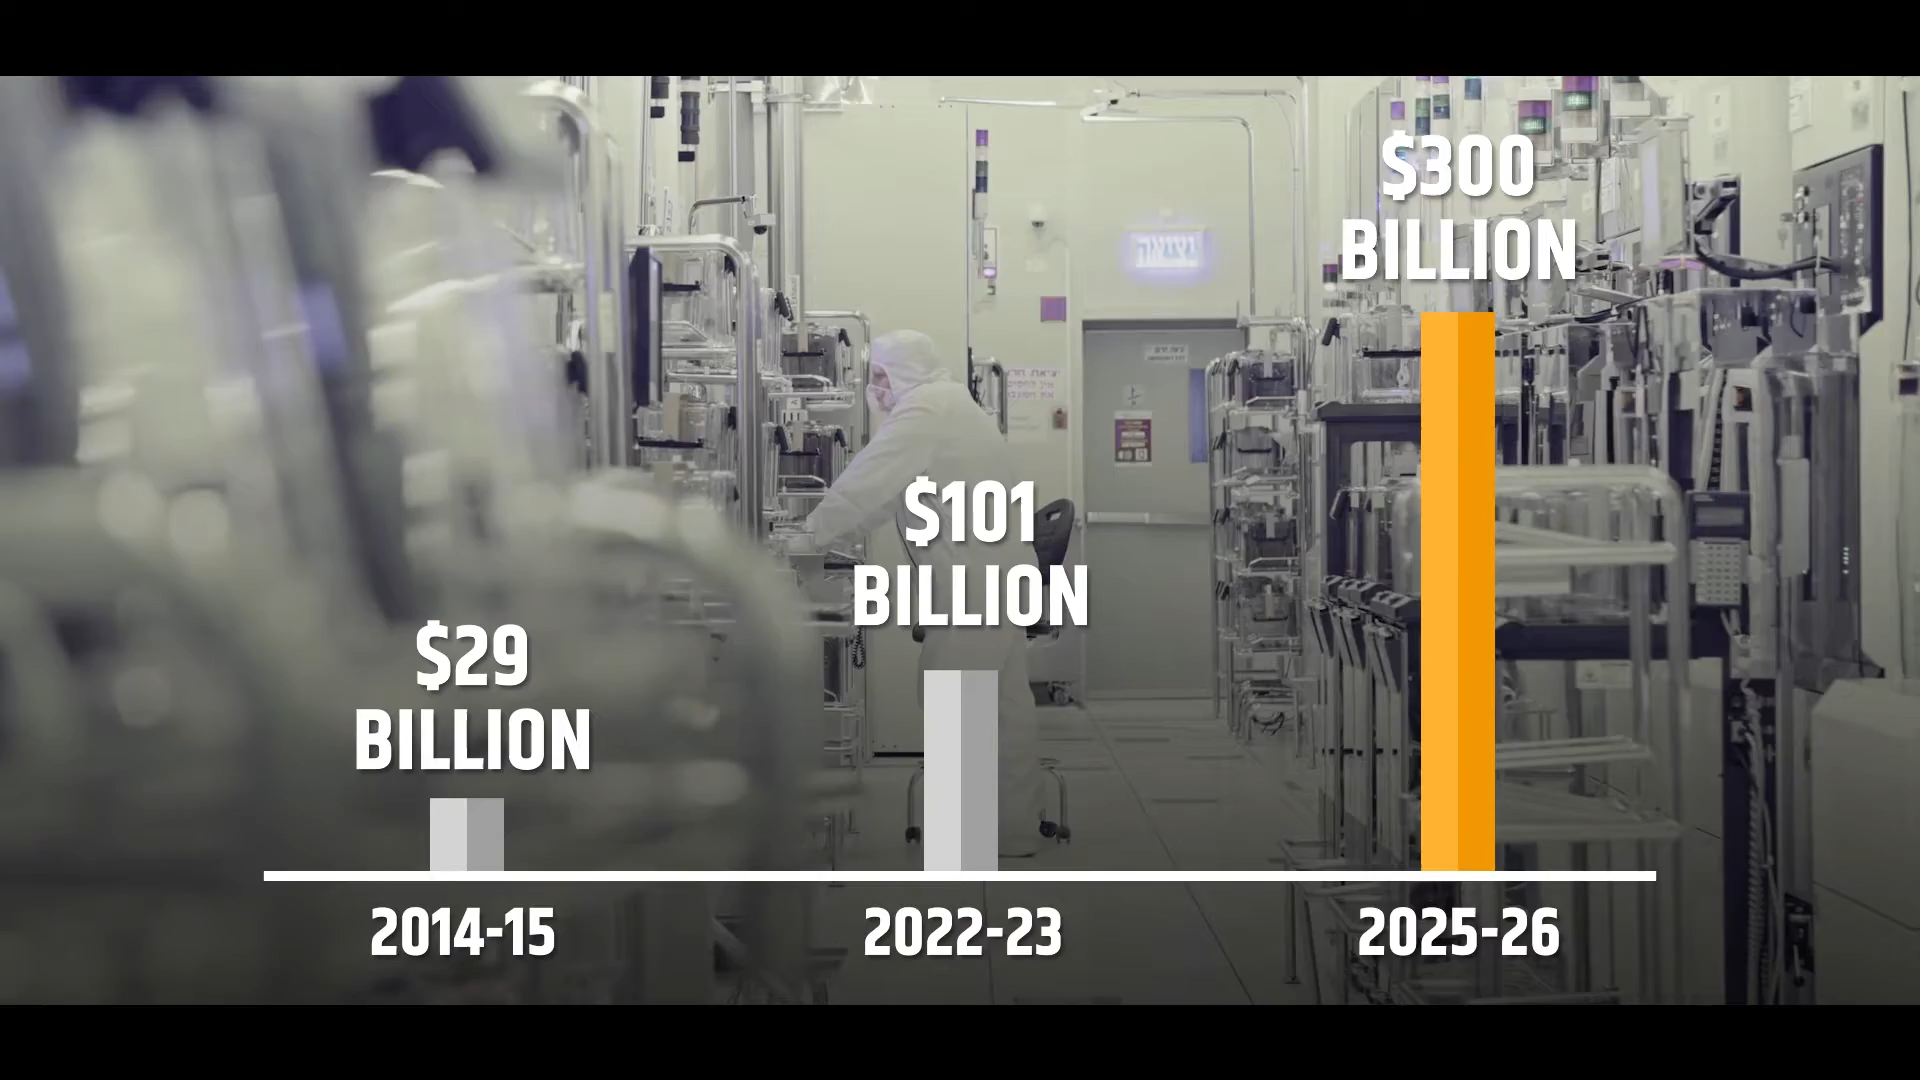 $300
BILLION
יציאה
$101
BILLION
$29
BILLION
2014-15
2022-23
2025-26